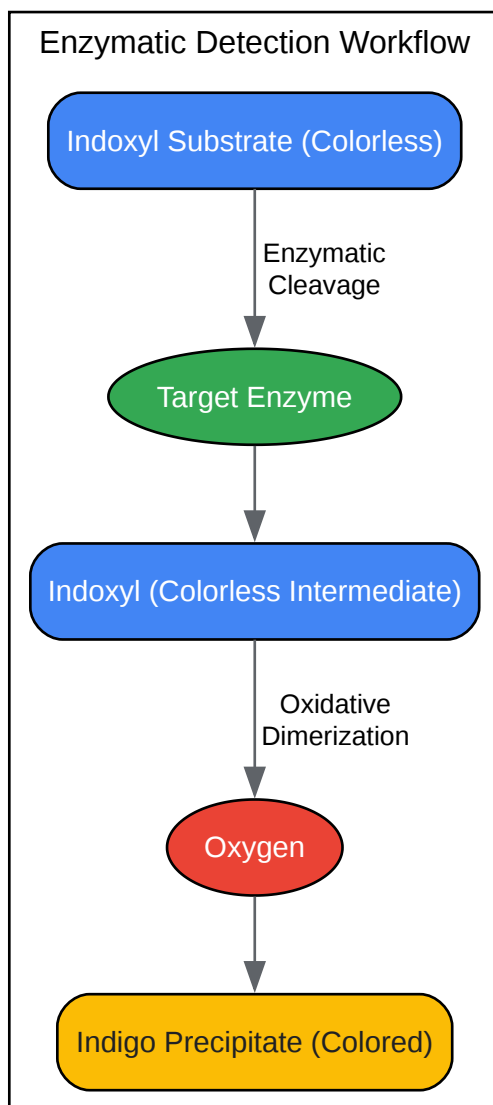 Enzymatic Detection Workflow
Indoxyl Substrate (Colorless)
Enzymatic
Cleavage
Target Enzyme
Indoxyl (Colorless Intermediate)
Oxidative
Dimerization
Oxygen
Indigo Precipitate (Colored)